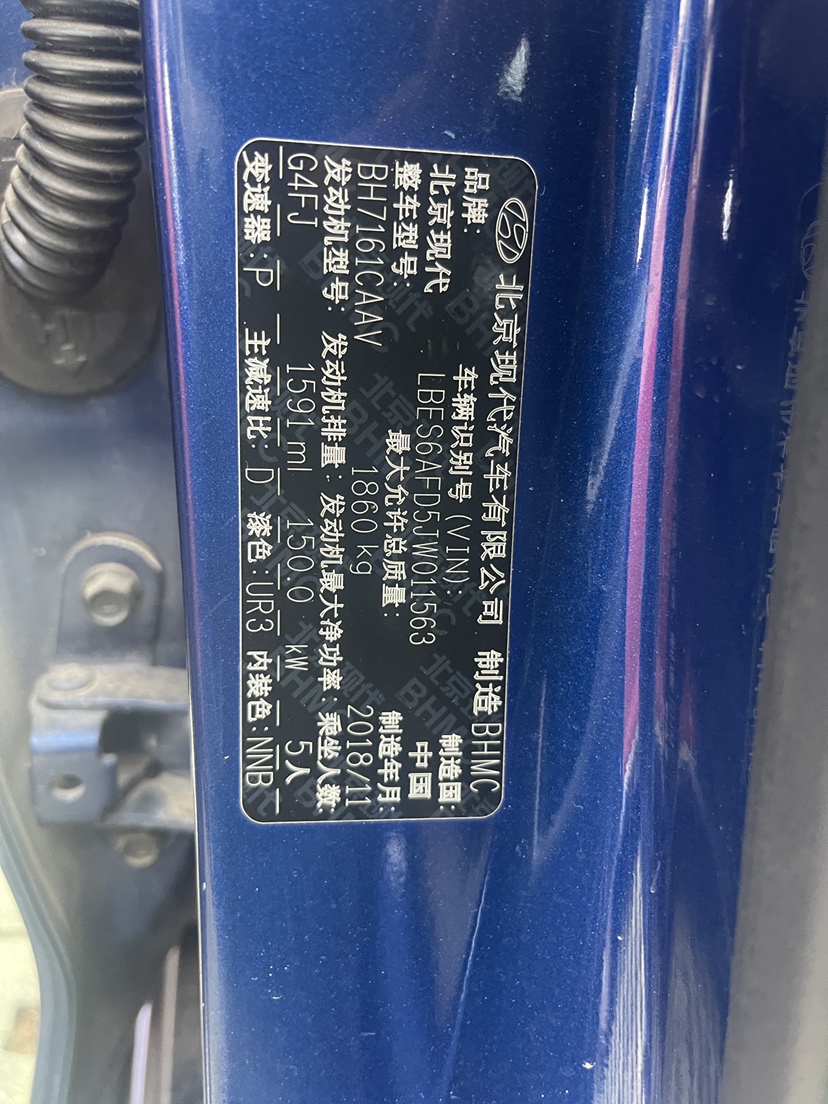 北京现代汽车有限公司 制造 BHMC
品牌: 车辆识别号(VIN): 制造国:
北京现代 LBES6AFD5JW011563 中国
整车型号: 最大允许总质量: 制造年月:
BH7161CAAV 1860 kg 2018/11
发动机型号: 发动机排量: 发动机最大净功率: 乘坐人数:
G4FJ 1591 ml 150.0 kW 5人
变速器:P 主减速比:D 漆色:UR3 内装色:NNB